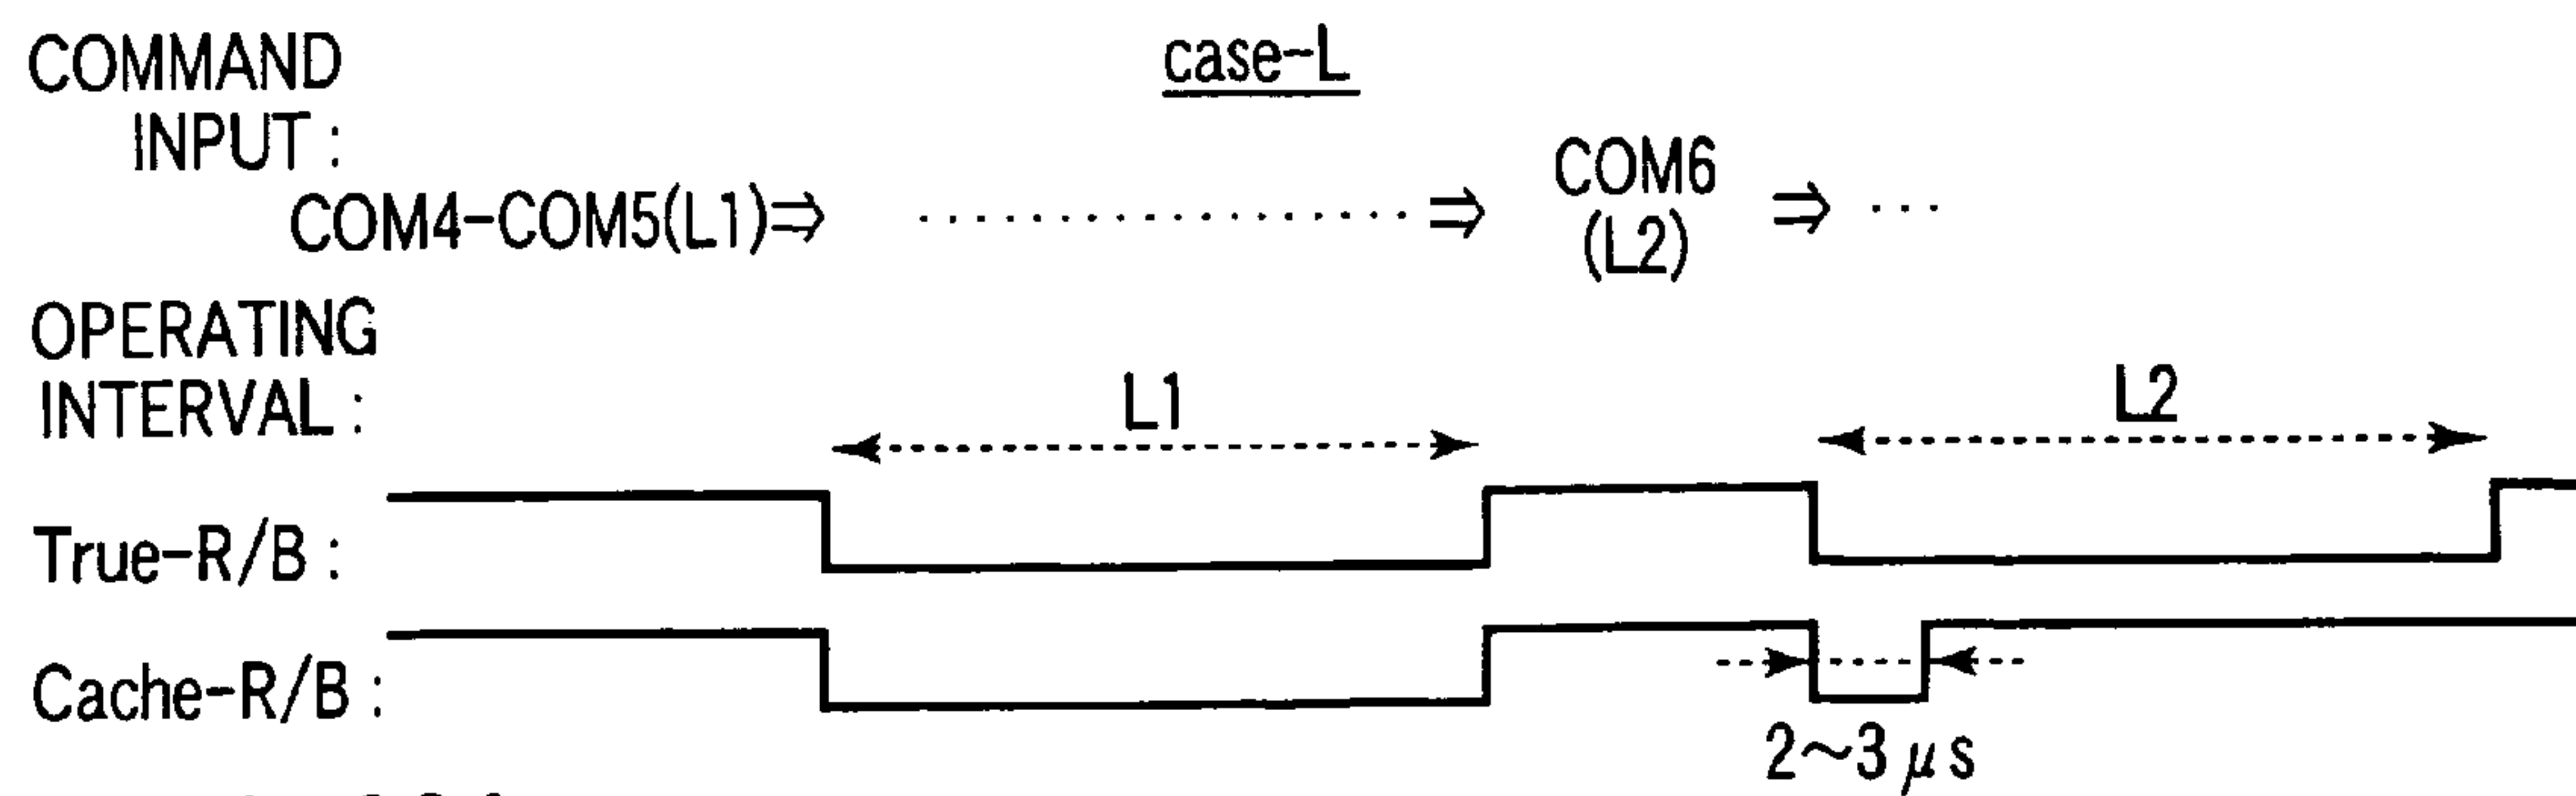 COMMAND
INPUT :
case-L
COM4-COM5(L1)⇒ ················· ⇒ COM6
(L2) ⇒ ···
OPERATING
INTERVAL :
L1
L2
True-R/B :
Cache-R/B :
2~3 μs